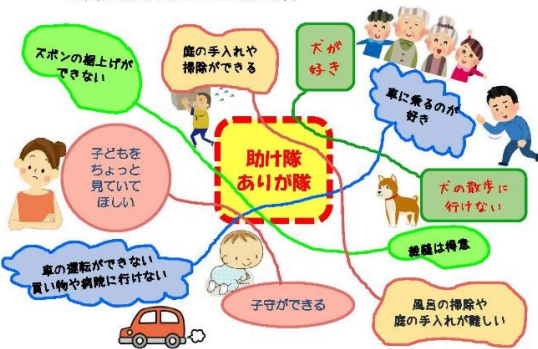 ズボンの裾上げが
できない
庭の手入れや
掃除ができる
犬が
好き
車に乗るのが
好き
子どもを
ちょっと
見ていて
ほしい
助け隊
ありが隊
犬の散歩に
行けない
裁縫は得意
車の運転ができない
買い物や病院に行けない
子守ができる
風呂の掃除や
庭の手入れが難しい